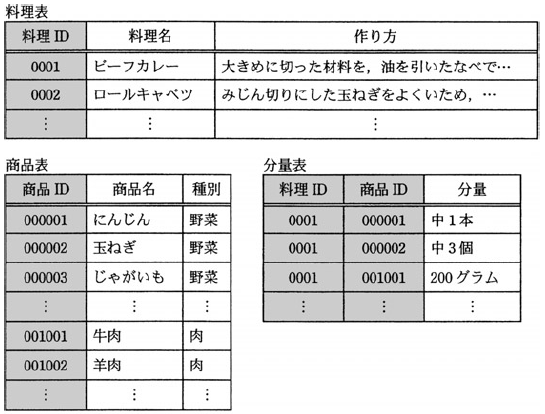 料理表
料理 ID 料理名 作り方
0001 ビーフカレー 大きめに切った材料を，油を引いたなべで…
0002 ロールキャベツ みじん切りにした玉ねぎをよくいため，…
⋮ ⋮ ⋮
商品表
商品 ID 商品名 種別
000001 にんじん 野菜
000002 玉ねぎ 野菜
000003 じゃがいも 野菜
⋮ ⋮ ⋮
001001 牛肉 肉
001002 羊肉 肉
⋮ ⋮ ⋮
分量表
料理 ID 商品 ID 分量
0001 000001 中 1 本
0001 000002 中 3 個
0001 001001 200 グラム
⋮ ⋮ ⋮